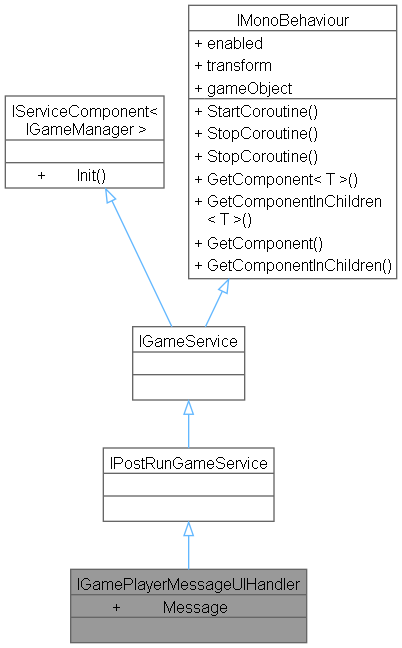 IMonoBehaviour
+ enabled
+ transform
+ gameObject
+ StartCoroutine()
+ StopCoroutine()
+ StopCoroutine()
+ GetComponent< T >()
+ GetComponentInChildren
< T >()
+ GetComponent()
+ GetComponentInChildren()
IServiceComponent<
IGameManager >
+ Init()
IGameService
IPostRunGameService
IGamePlayerMessageUIHandler
+ Message